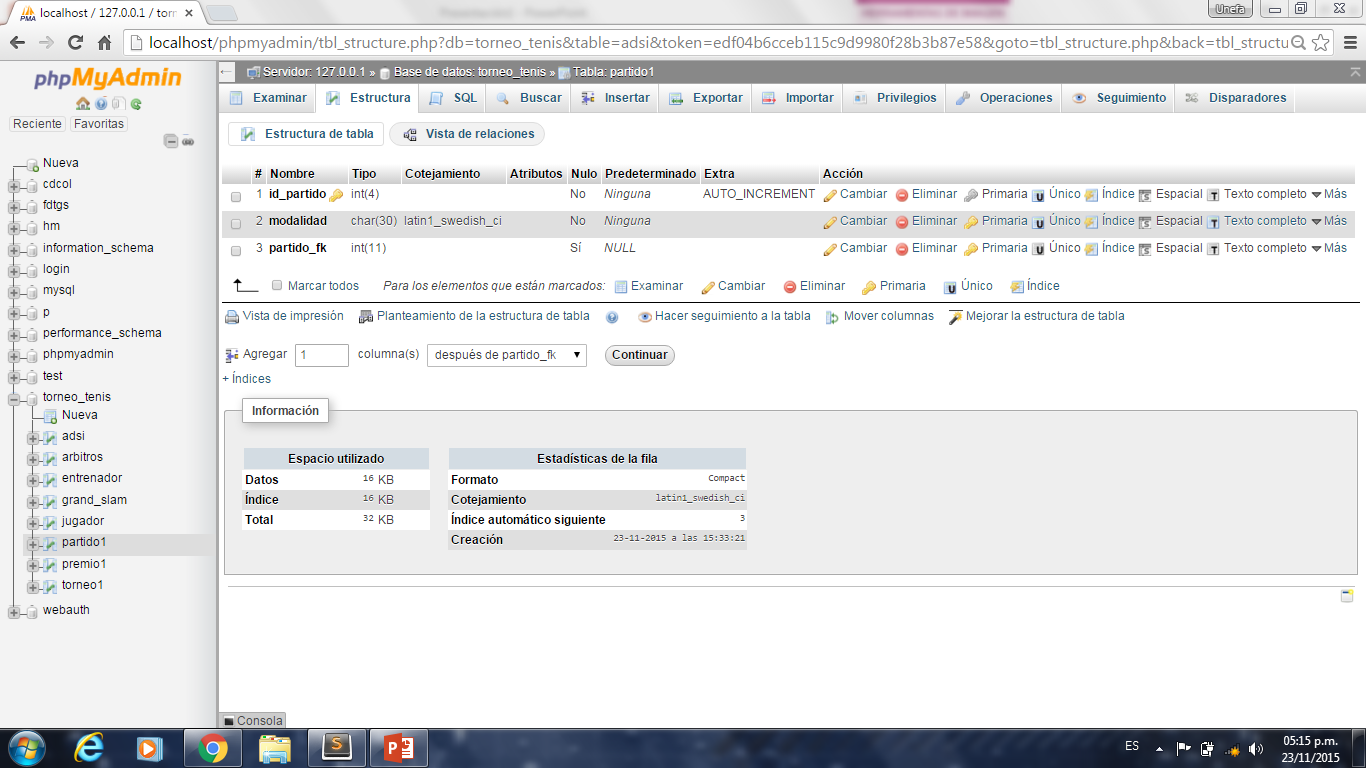 localhost / 127.0.0.1 / torn
Unefa
localhost/phpmyadmin/tbl_structure.php?db=torneo_tenis&table=adsi&token=edf04b6cceb115c9d9980f28b3b87e58&goto=tbl_structure.php&back=tbl_structu
phpMyAdmin
Reciente Favoritas
Nueva
cdcol
fdtgs
hm
information_schema
login
mysql
p
performance_schema
phpmyadmin
test
torneo_tenis
Nueva
adsi
arbitros
entrenador
grand_slam
jugador
partido1
premio1
torneo1
webauth
Servidor: 127.0.0.1 » Base de datos: torneo_tenis » Tabla: partido1
Examinar Estructura SQL Buscar Insertar Exportar Importar Privilegios Operaciones Seguimiento Disparadores
Estructura de tabla Vista de relaciones
# Nombre Tipo Cotejamiento Atributos Nulo Predeterminado Extra Acción
1 id_partido int(4) No Ninguna AUTO_INCREMENT Cambiar Eliminar Primaria Único Índice Espacial Texto completo Más
2 modalidad char(30) latin1_swedish_ci No Ninguna Cambiar Eliminar Primaria Único Índice Espacial Texto completo Más
3 partido_fk int(11) Sí NULL Cambiar Eliminar Primaria Único Índice Espacial Texto completo Más
Marcar todos Para los elementos que están marcados: Examinar Cambiar Eliminar Primaria Único Índice
Vista de impresión Planteamiento de la estructura de tabla Hacer seguimiento a la tabla Mover columnas Mejorar la estructura de tabla
Agregar 1 columna(s) después de partido_fk Continuar
+ Índices
Información
Espacio utilizado
Datos 16 KB
Índice 16 KB
Total 32 KB
Estadísticas de la fila
Formato Compact
Cotejamiento latin1_swedish_ci
Índice automático siguiente 3
Creación 23-11-2015 a las 15:33:21
Consola
ES
05:15 p.m.
23/11/2015